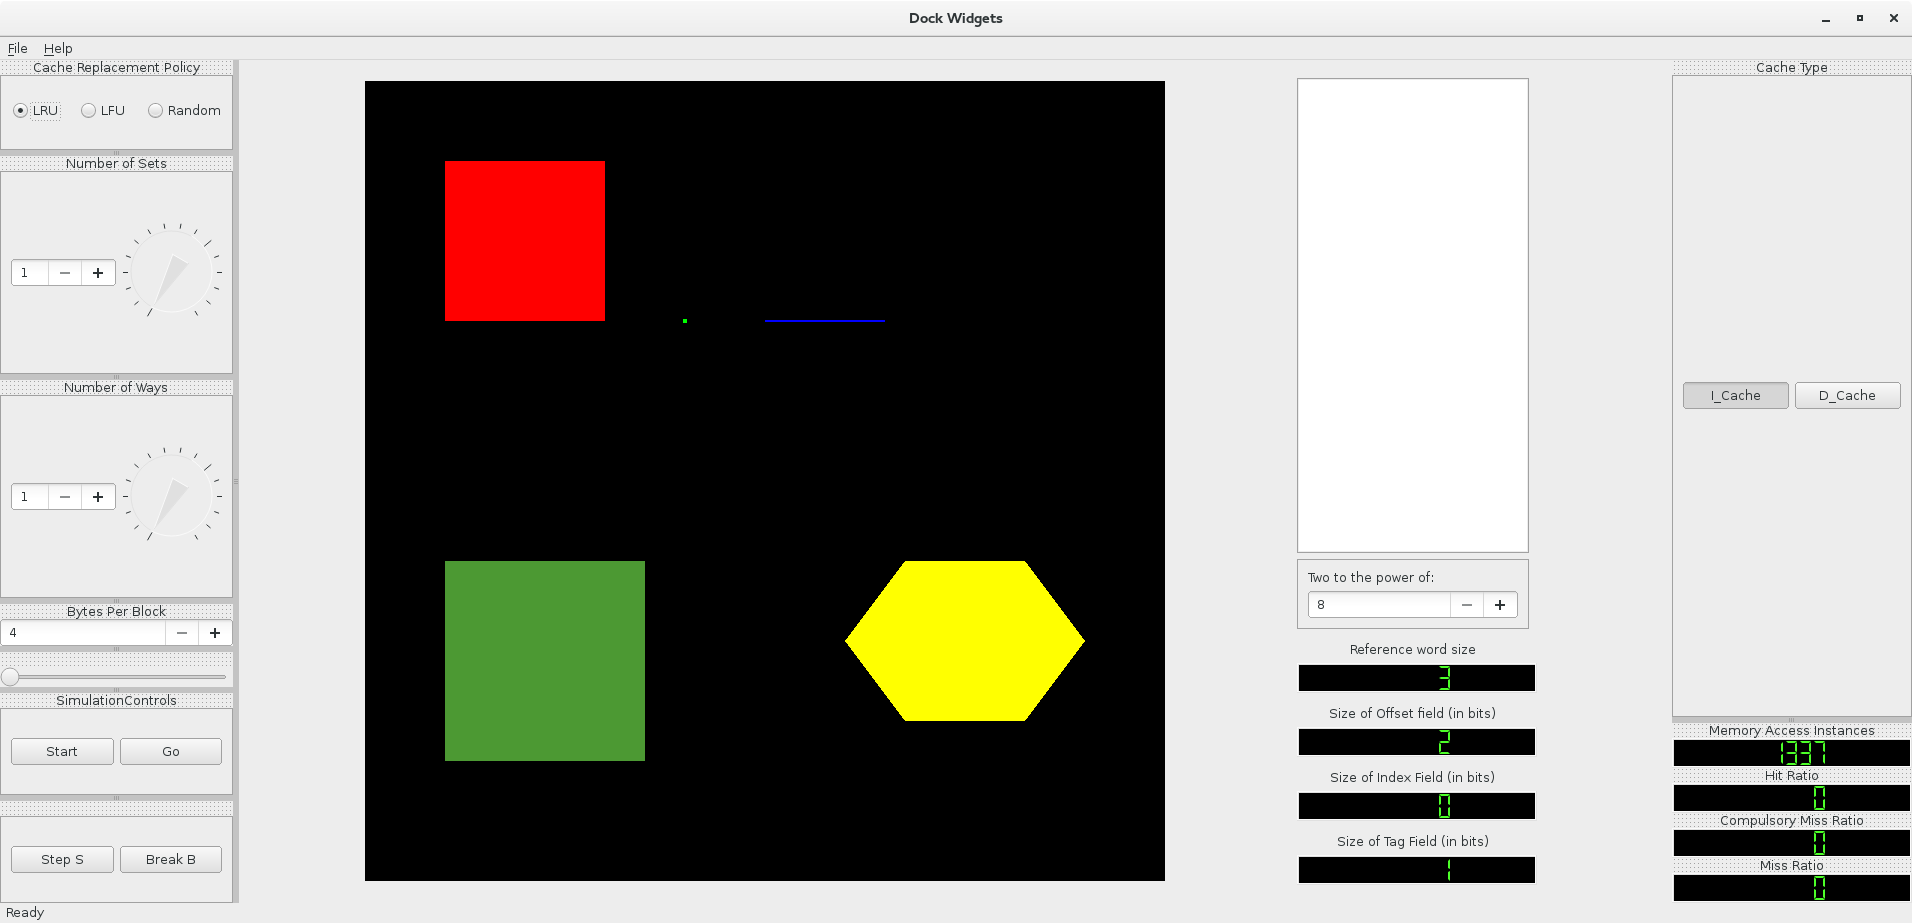 Dock Widgets
File Help
Cache Replacement Policy
LRU LFU Random
Number of Sets
1
Number of Ways
1
Bytes Per Block
4
SimulationControls
Start Go
Step S Break B
Ready
Two to the power of:
8
Reference word size
3
Size of Offset field (in bits)
2
Size of Index Field (in bits)
0
Size of Tag Field (in bits)
1
Cache Type
I_Cache D_Cache
Memory Access Instances
1337
Hit Ratio
0
Compulsory Miss Ratio
0
Miss Ratio
0